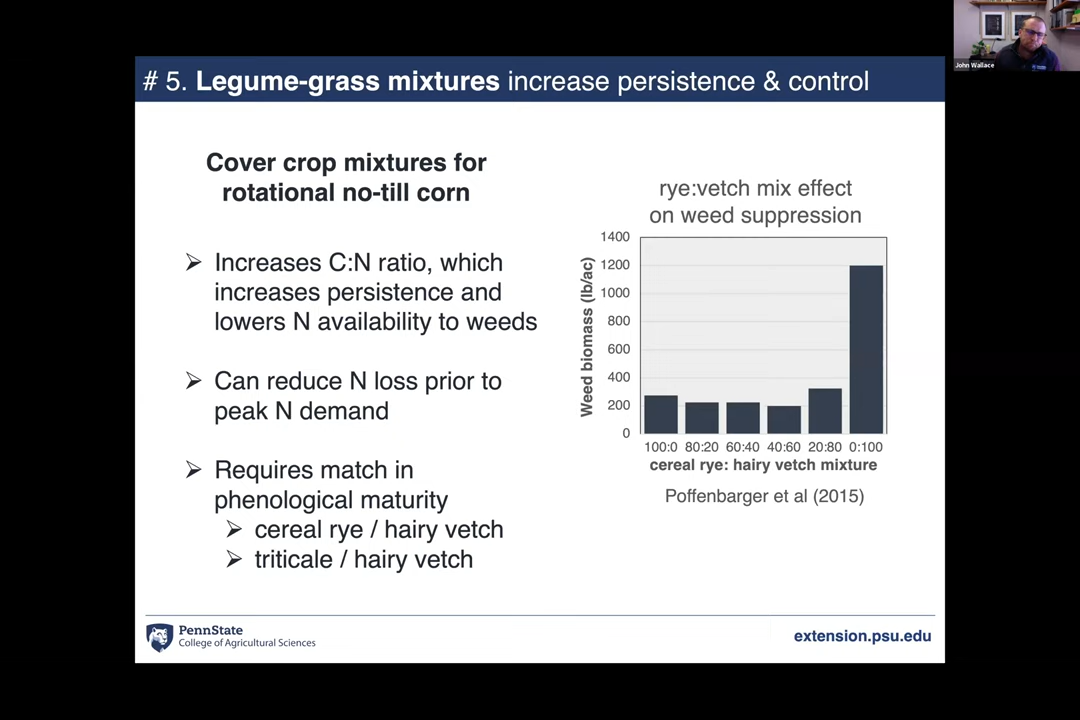 John Wallace
# 5. Legume-grass mixtures increase persistence & control
Cover crop mixtures for
rotational no-till corn
➢ Increases C:N ratio, which
increases persistence and
lowers N availability to weeds
➢ Can reduce N loss prior to
peak N demand
➢ Requires match in
phenological maturity
➢ cereal rye / hairy vetch
➢ triticale / hairy vetch
rye:vetch mix effect
on weed suppression
Weed biomass (lb/ac)
1400
1200
1000
800
600
400
200
0
100:0 80:20 60:40 40:60 20:80 0:100
cereal rye: hairy vetch mixture
Poffenbarger et al (2015)
PennState
College of Agricultural Sciences
extension.psu.edu